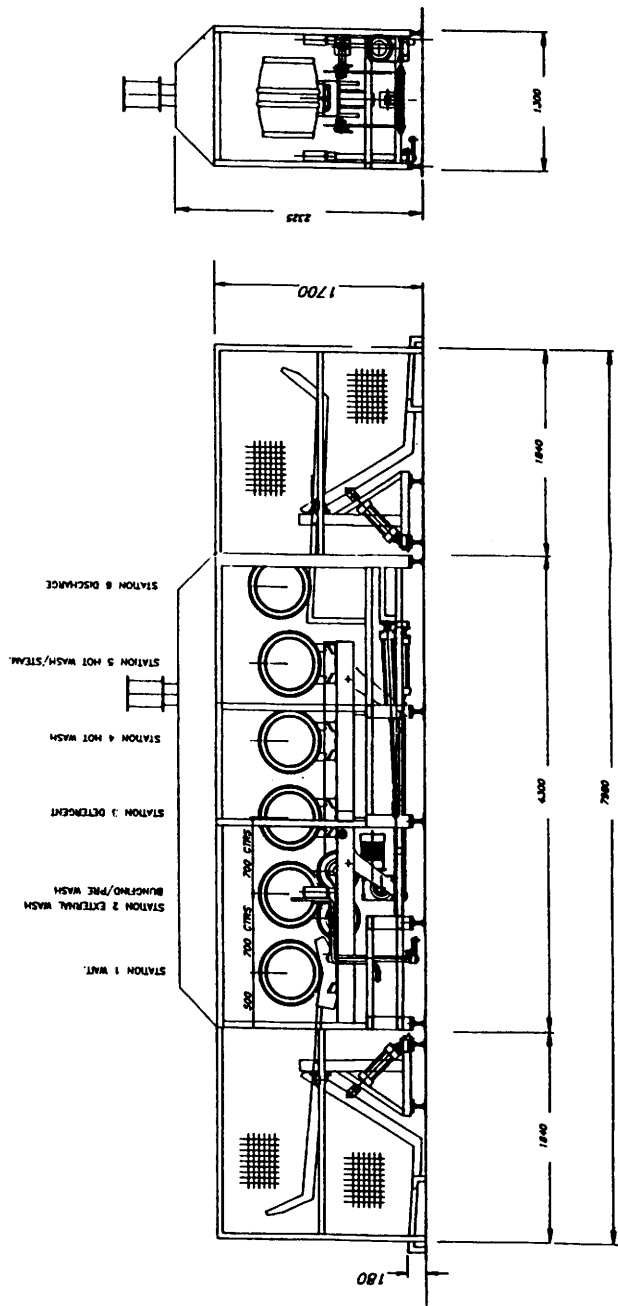 STATION 1 WAIT.
STATION 2 EXTERNAL WASH
BUNGFIND/PRE WASH
STATION 3 DETERGENT
STATION 4 HOT WASH
STATION 5 HOT WASH/STEAM.
STATION 6 DISCHARGE
500
700 CTRS
700 CTRS
180
1700
1840
4300
1840
7980
2325
1300